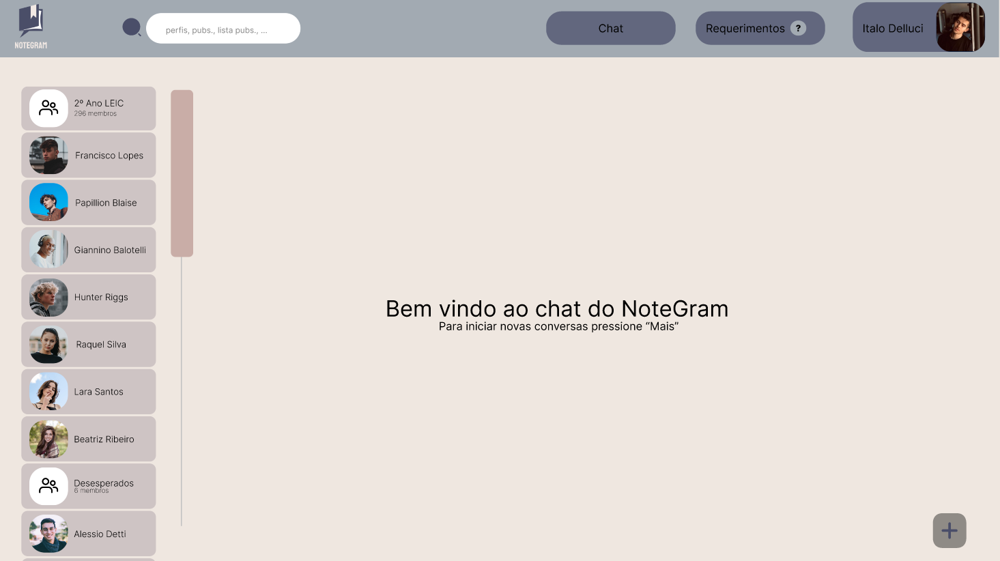 NOTEGRAM
perfis, pubs., lista pubs., ...
Chat
Requerimentos ?
Italo Delluci
2º Ano LEIC
296 membros
Francisco Lopes
Papillion Blaise
Giannino Balotelli
Hunter Riggs
Raquel Silva
Lara Santos
Beatriz Ribeiro
Desesperados
6 membros
Alessio Detti
Bem vindo ao chat do NoteGram
Para iniciar novas conversas pressione “Mais”